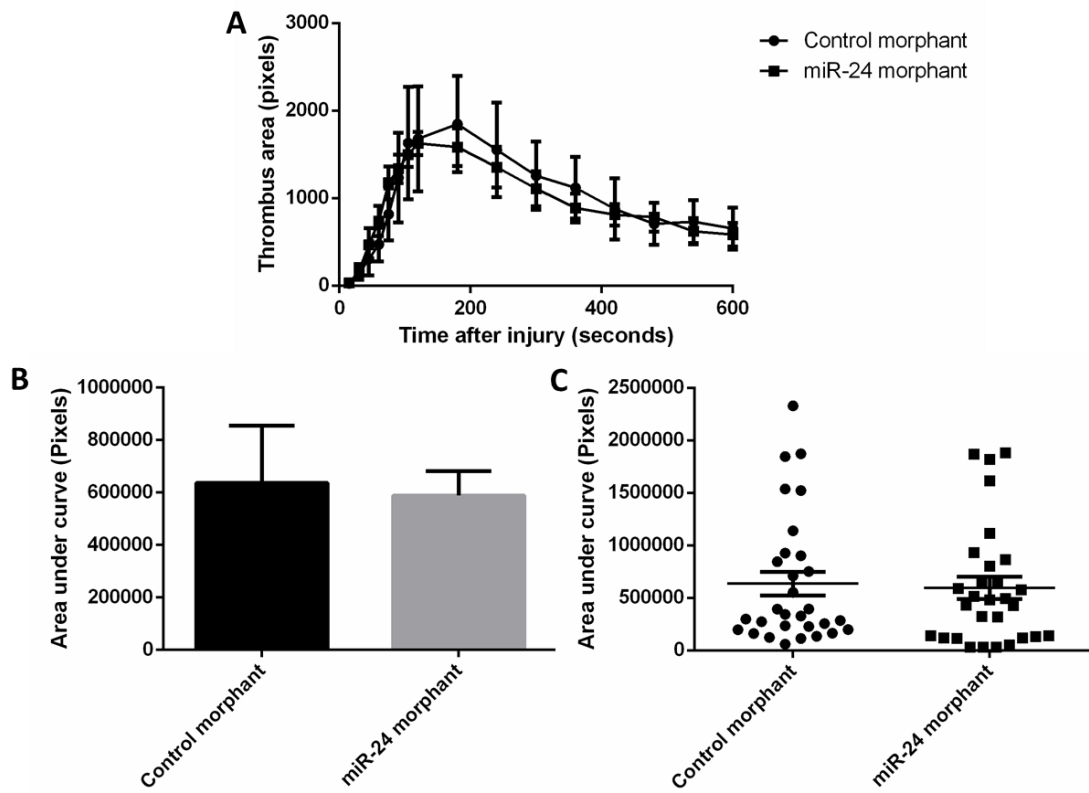 A
Thrombus area (pixels)
3000
2000
1000
0
0
200
400
600
Time after injury (seconds)
Control morphant
miR-24 morphant
B
Area under curve (Pixels)
1000000
800000
600000
400000
200000
0
Control morphant
miR-24 morphant
C
Area under curve (Pixels)
2500000
2000000
1500000
1000000
500000
0
Control morphant
miR-24 morphant